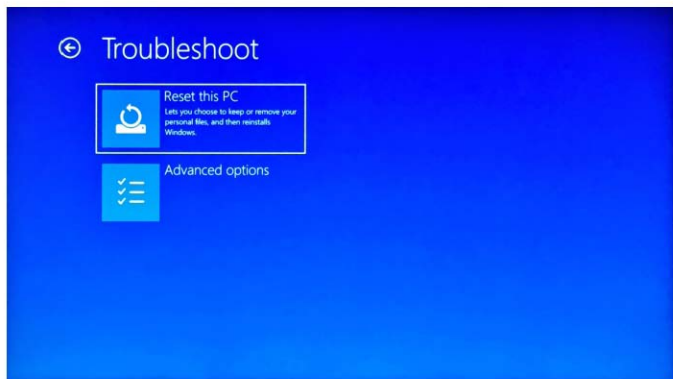 Troubleshoot
Reset this PC
Lets you choose to keep or remove your
personal files, and then reinstalls
Windows.
Advanced options